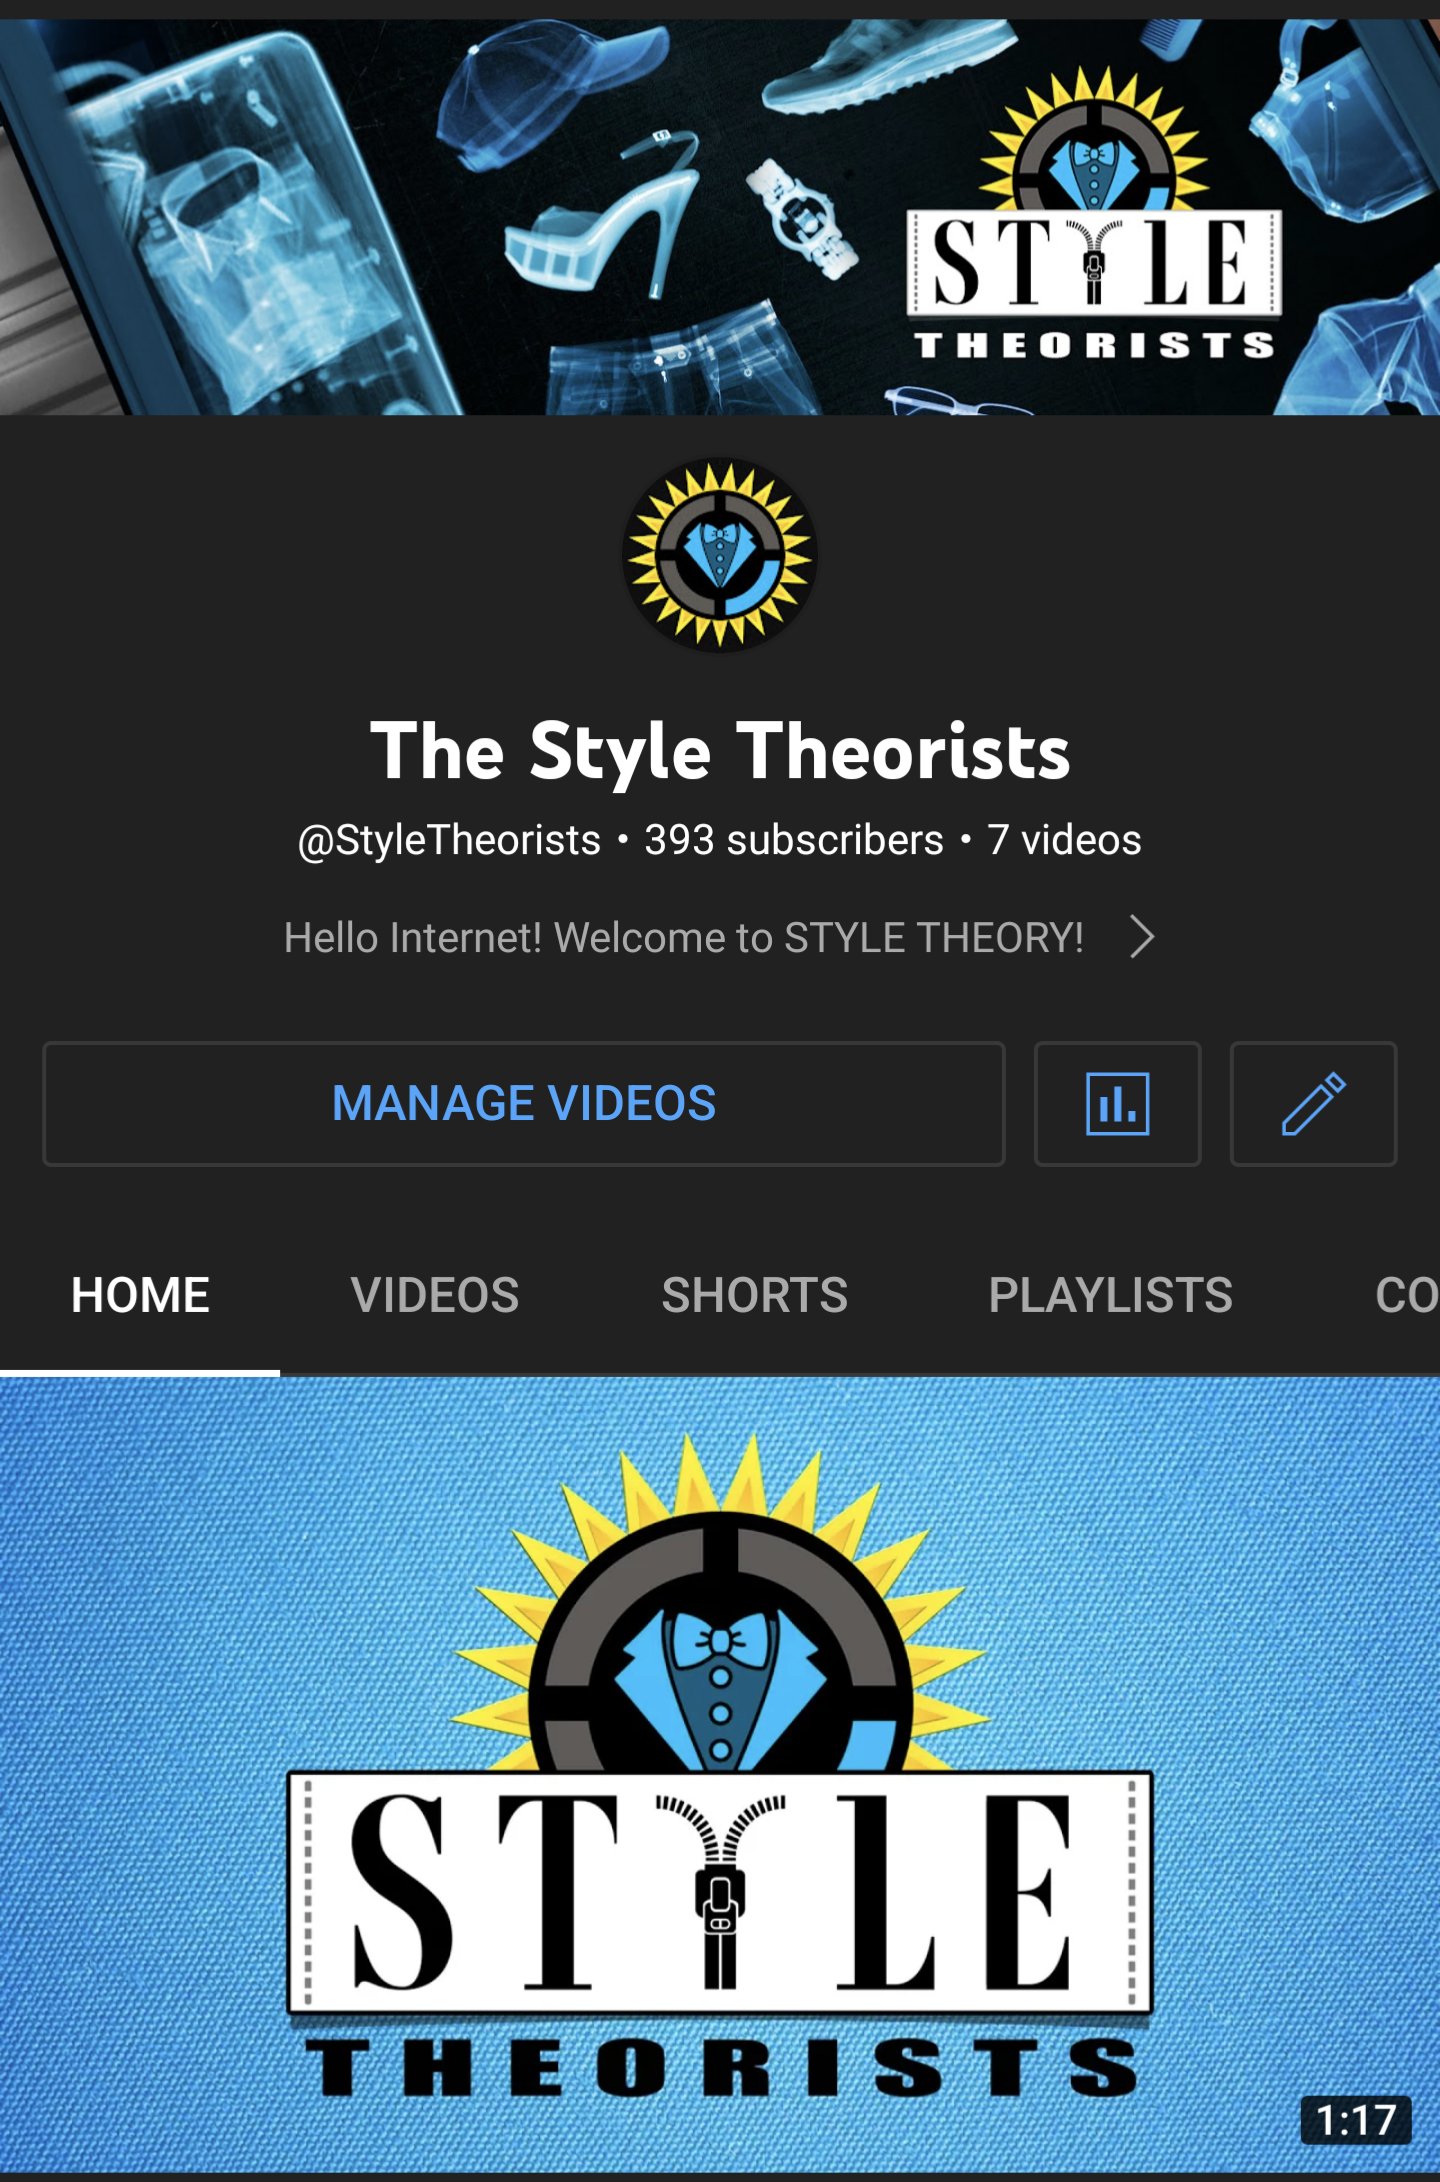 STYLE
THEORISTS
The Style Theorists
@StyleTheorists • 393 subscribers • 7 videos
Hello Internet! Welcome to STYLE THEORY!
MANAGE VIDEOS
HOME VIDEOS SHORTS PLAYLISTS CO
STYLE
THEORISTS
1:17